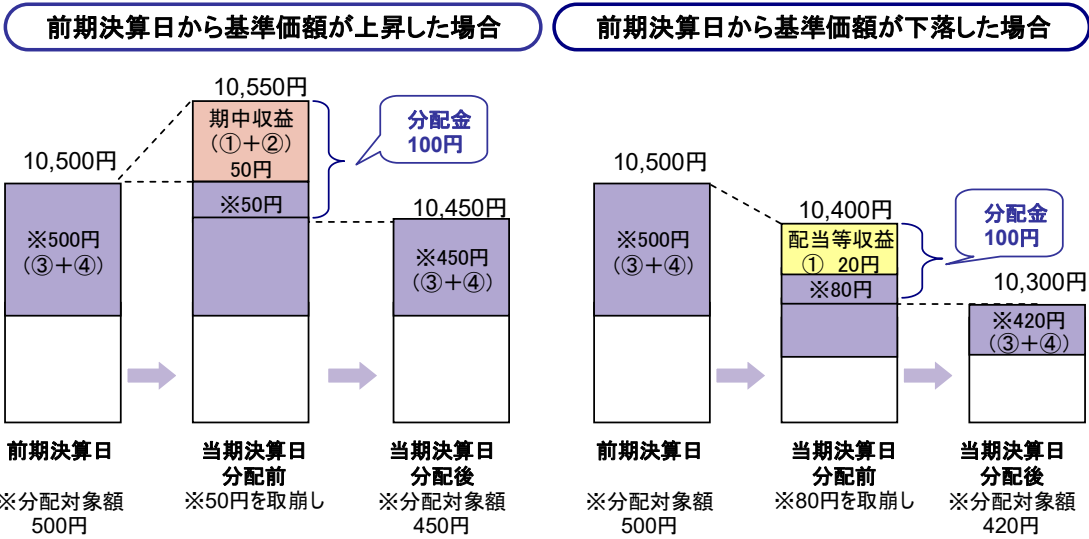 前期決算日から基準価額が上昇した場合
10,550円
期中収益
(①+②)
50円
分配金
100円
10,500円
※50円
10,450円
※500円
(③+④)
※450円
(③+④)
前期決算日
当期決算日
分配前
当期決算日
分配後
※分配対象額
500円
※50円を取崩し
※分配対象額
450円
前期決算日から基準価額が下落した場合
10,500円
10,400円
分配金
100円
配当等収益
① 20円
※500円
(③+④)
※80円
10,300円
※420円
(③+④)
前期決算日
当期決算日
分配前
当期決算日
分配後
※分配対象額
500円
※80円を取崩し
※分配対象額
420円